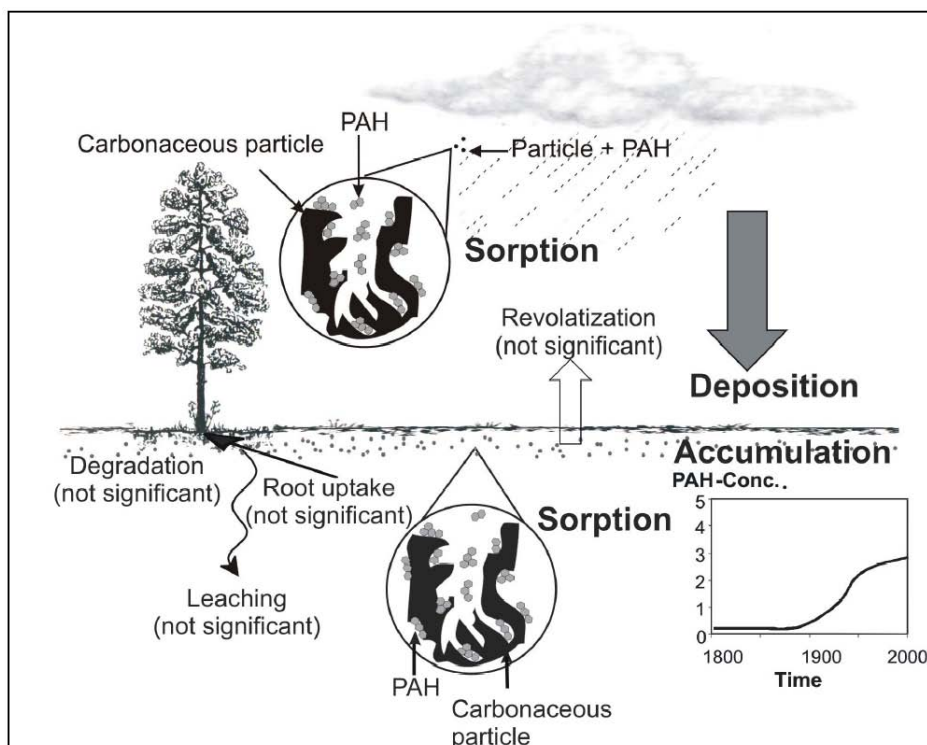 PAH
Carbonaceous particle
Particle + PAH
Sorption
Revolatization
(not significant)
Deposition
Accumulation
Degradation
(not significant)
Root uptake
(not significant)
Leaching
(not significant)
Sorption
PAH
Carbonaceous
particle
PAH-Conc..
5
4
3
2
1
0
1800
1900
2000
Time